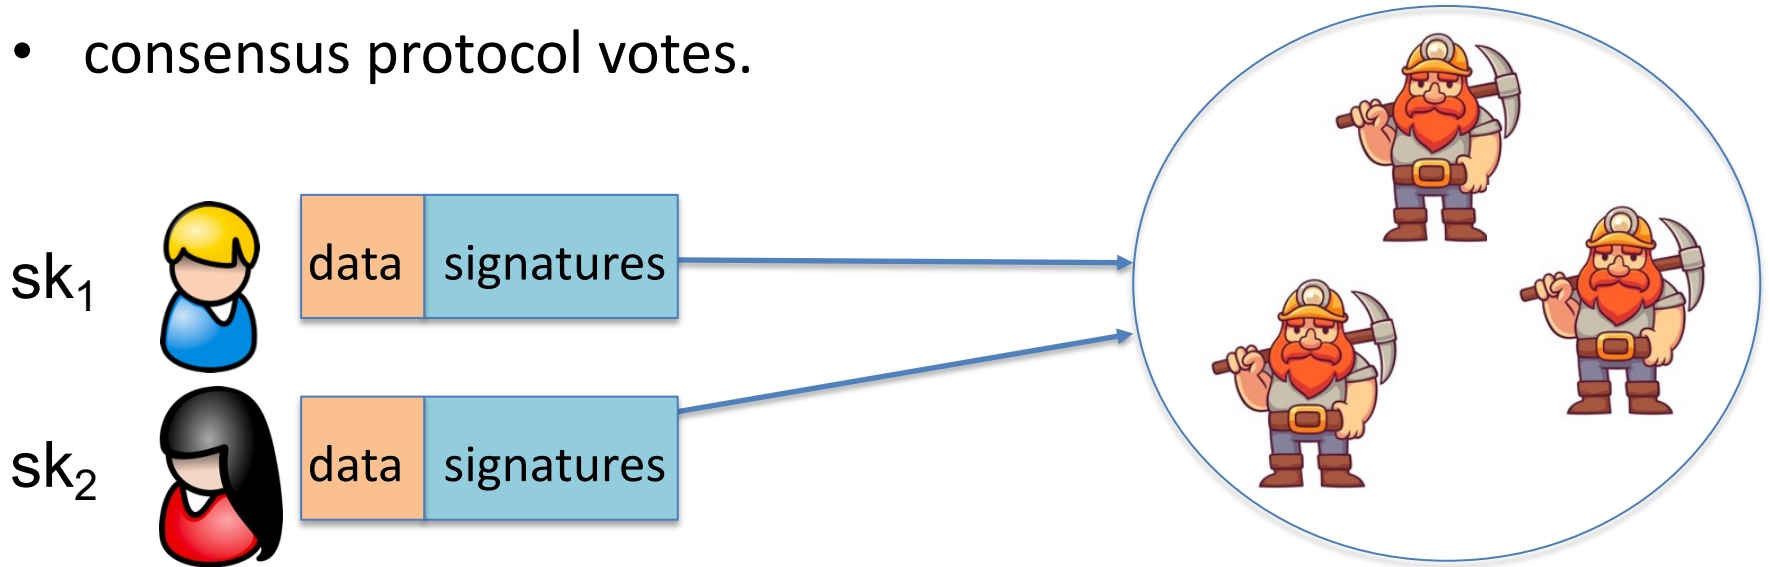 • consensus protocol votes.
sk₁ data signatures
sk₂ data signatures